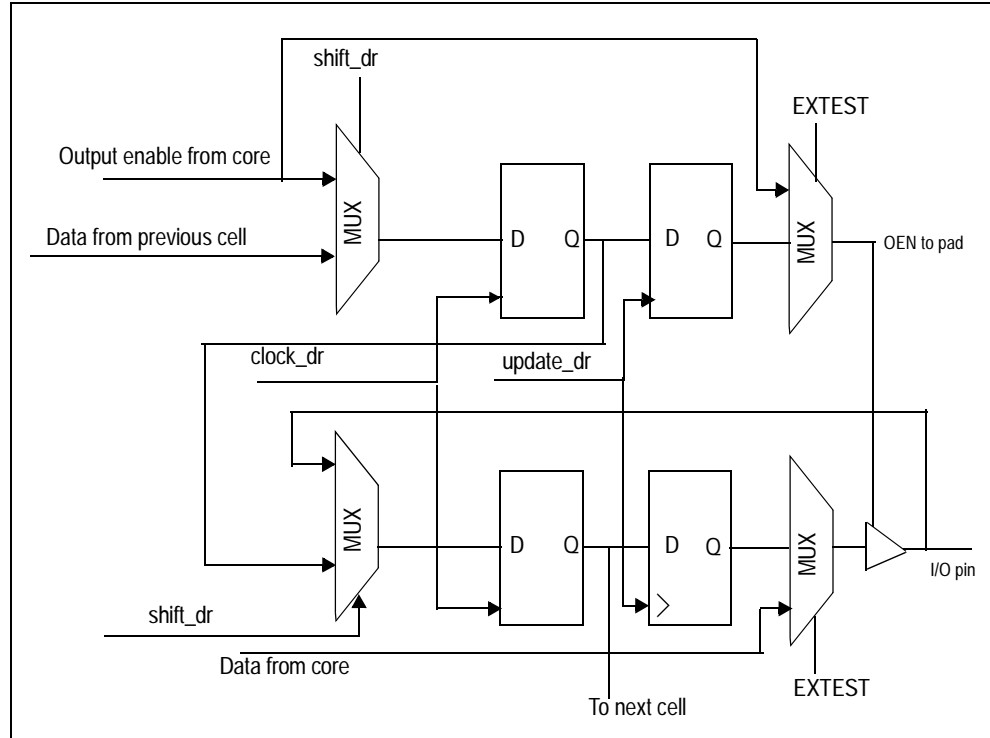 shift_dr
EXTEST
Output enable from core
MUX
MUX
D Q
D Q
Data from previous cell
OEN to pad
clock_dr
update_dr
MUX
MUX
D Q
D Q
I/O pin
shift_dr
Data from core
EXTEST
To next cell